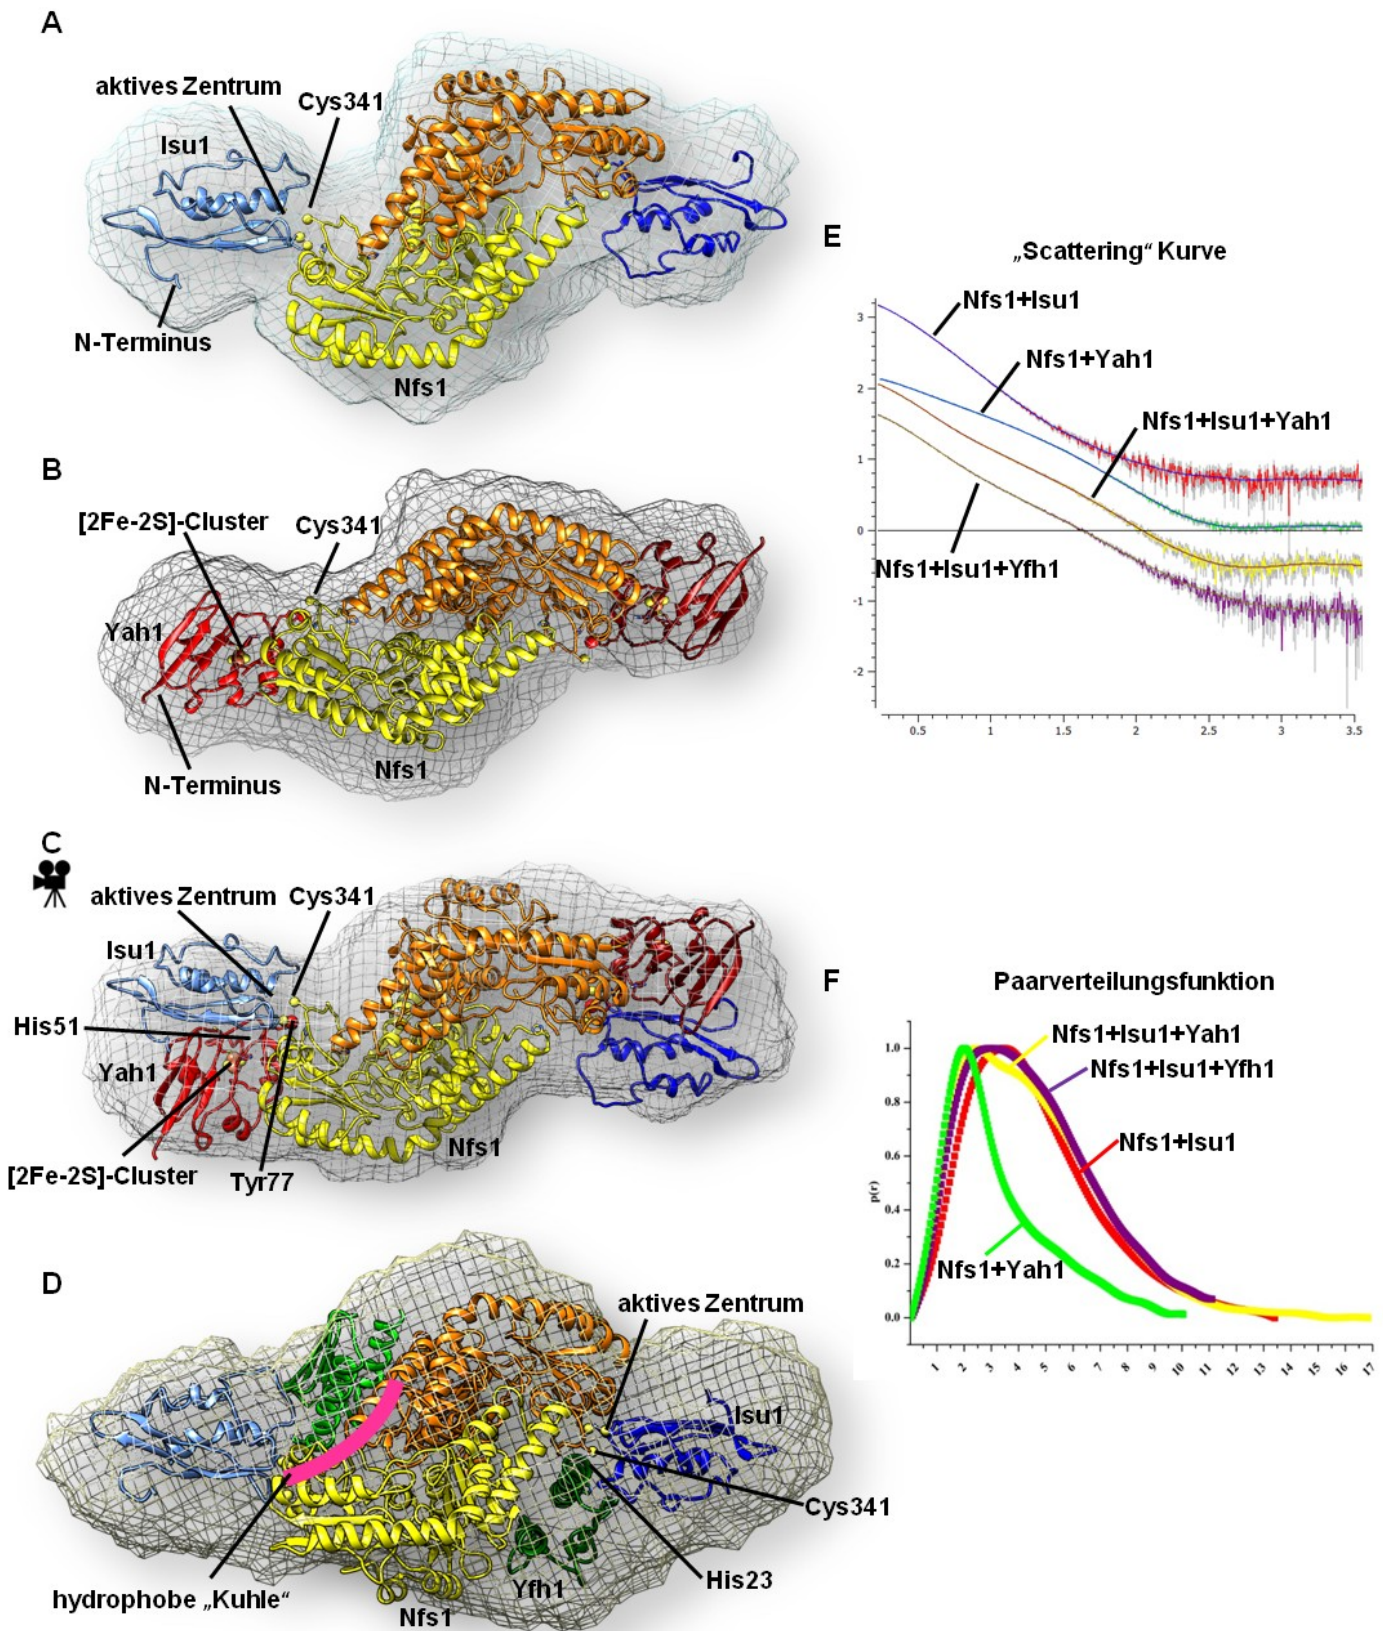 A
aktives Zentrum
Cys341
Isu1
N-Terminus
Nfs1
B
[2Fe-2S]-Cluster
Cys341
Yah1
N-Terminus
Nfs1
C
aktives Zentrum
Cys341
Isu1
His51
Yah1
[2Fe-2S]-Cluster
Tyr77
Nfs1
D
aktives Zentrum
Isu1
Cys341
His23
Yfh1
Nfs1
hydrophobe „Kuhle“
E
„Scattering“ Kurve
Nfs1+Isu1
Nfs1+Yah1
Nfs1+Isu1+Yah1
Nfs1+Isu1+Yfh1
3
2
1
0
-1
-2
0.5 1 1.5 2 2.5 3 3.5
F
Paarverteilungsfunktion
Nfs1+Isu1+Yah1
Nfs1+Isu1+Yfh1
Nfs1+Isu1
Nfs1+Yah1
p(r)
1.0
0.8
0.6
0.4
0.2
0.0
1 2 3 4 5 6 7 8 9 10 11 12 13 14 15 16 17